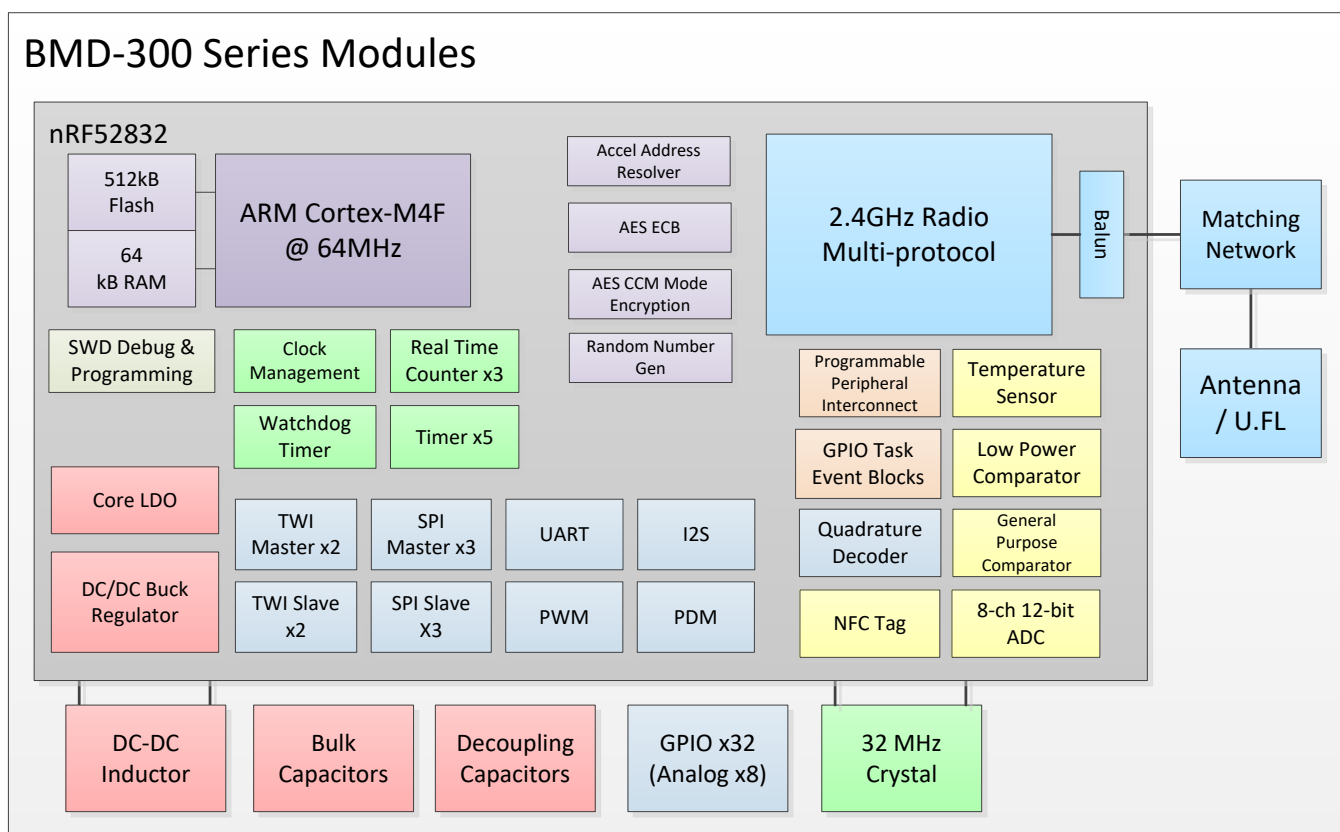 BMD-300 Series Modules
nRF52832
512kB
Flash
64
kB RAM
ARM Cortex-M4F
@ 64MHz
Accel Address
Resolver
AES ECB
AES CCM Mode
Encryption
Random Number
Gen
2.4GHz Radio
Multi-protocol
Balun
Matching
Network
Antenna
/ U.FL
SWD Debug &
Programming
Clock
Management
Real Time
Counter x3
Watchdog
Timer
Timer x5
Programmable
Peripheral
Interconnect
Temperature
Sensor
GPIO Task
Event Blocks
Low Power
Comparator
Core LDO
DC/DC Buck
Regulator
TWI
Master x2
SPI
Master x3
UART
I2S
Quadrature
Decoder
General
Purpose
Comparator
TWI Slave
x2
SPI Slave
X3
PWM
PDM
NFC Tag
8-ch 12-bit
ADC
DC-DC
Inductor
Bulk
Capacitors
Decoupling
Capacitors
GPIO x32
(Analog x8)
32 MHz
Crystal